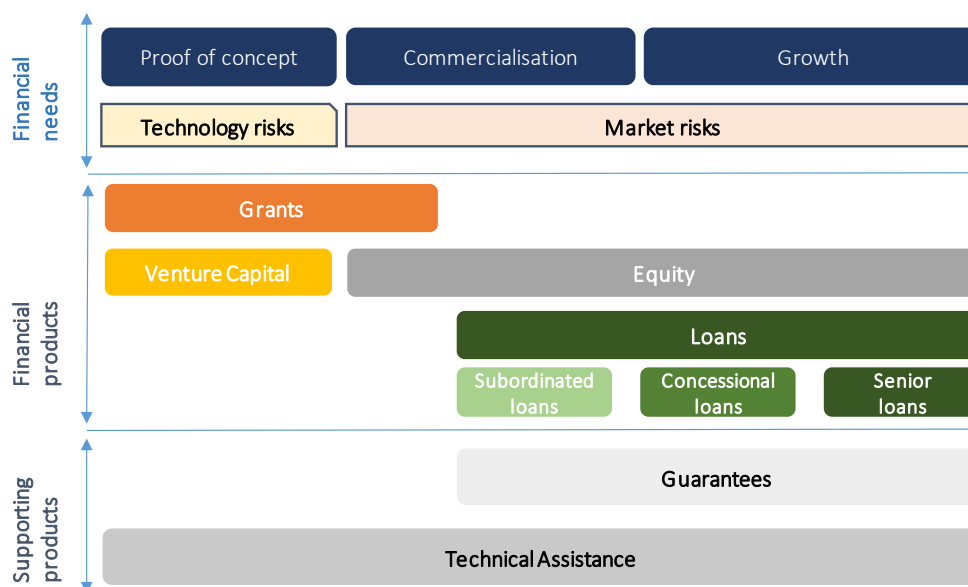 Financial
needs
Proof of concept
Commercialisation
Growth
Technology risks
Market risks
Financial
products
Grants
Venture Capital
Equity
Loans
Subordinated
loans
Concessional
loans
Senior
loans
Supporting
products
Guarantees
Technical Assistance